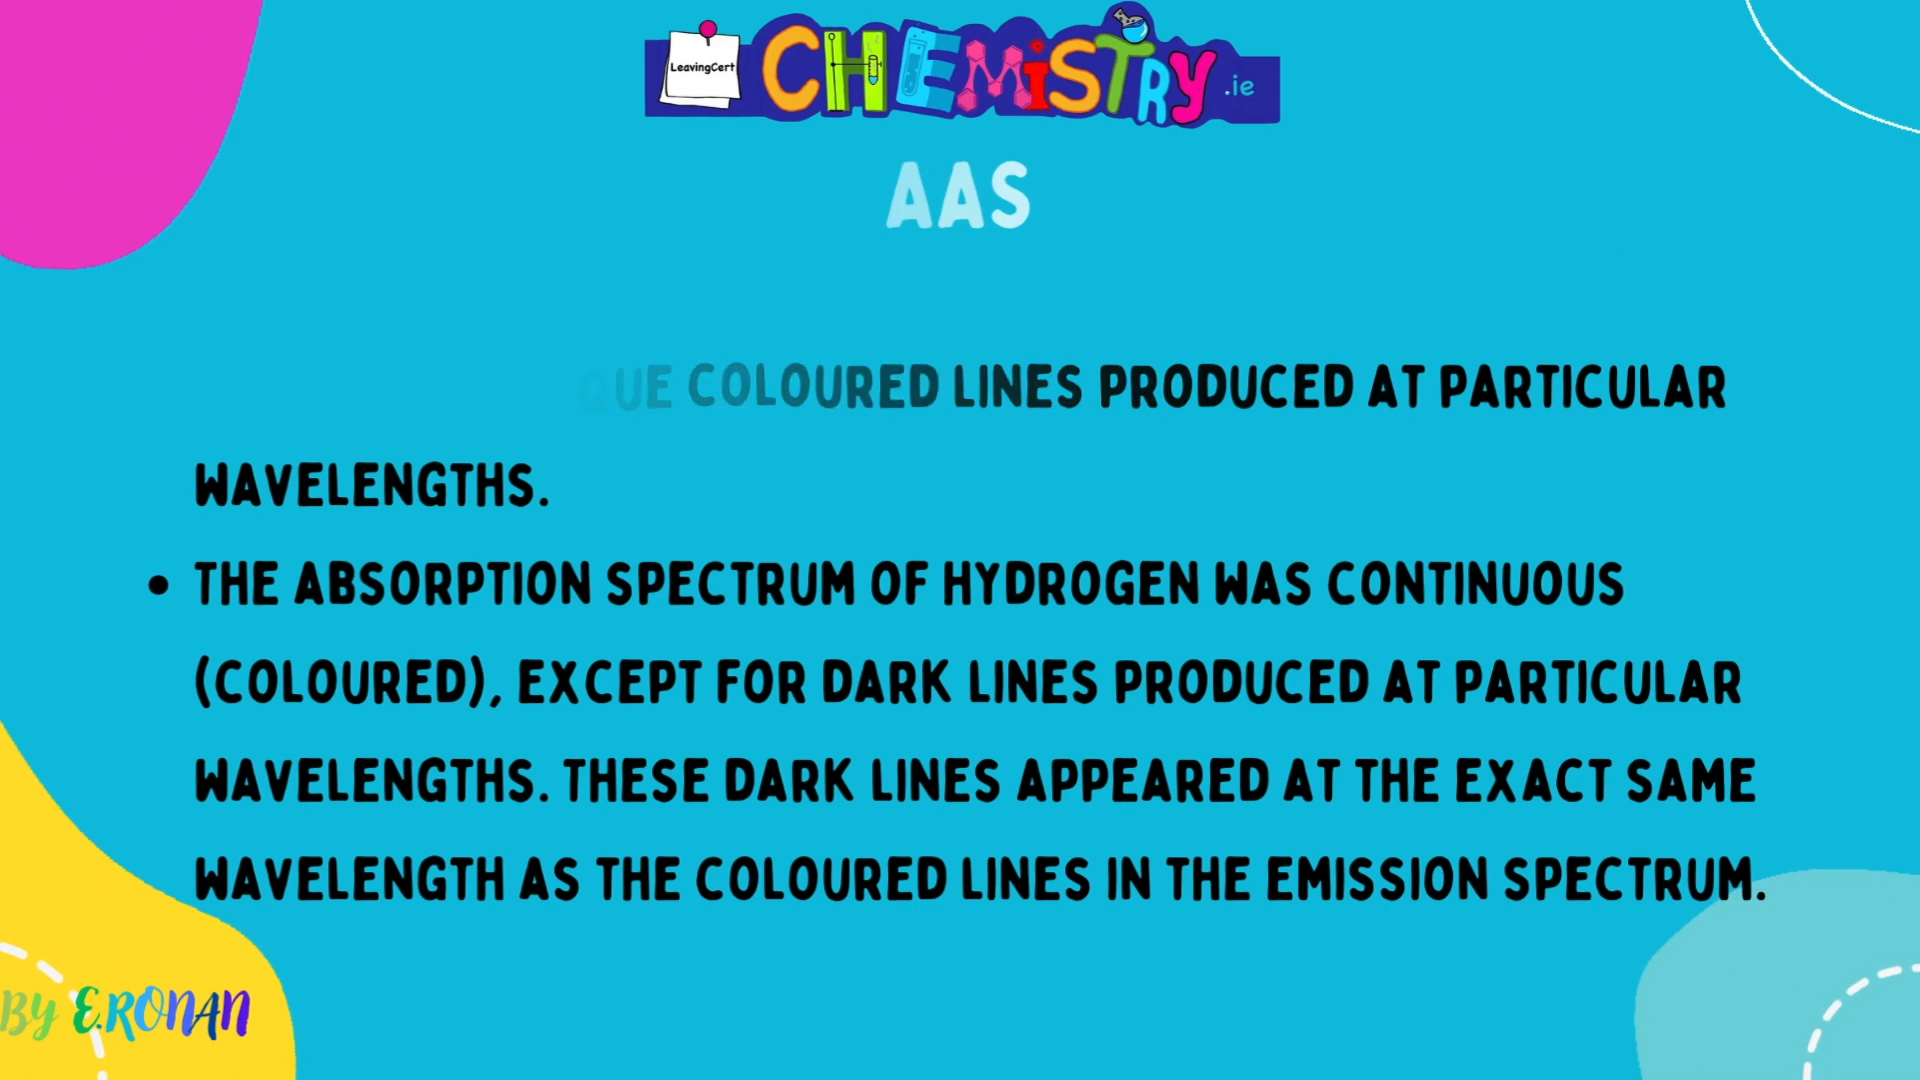 LeavingCert
CHEMiSTRy
.ie
AAS
QUE COLOURED LINES PRODUCED AT PARTICULAR
WAVELENGTHS.
• THE ABSORPTION SPECTRUM OF HYDROGEN WAS CONTINUOUS
(COLOURED), EXCEPT FOR DARK LINES PRODUCED AT PARTICULAR
WAVELENGTHS. THESE DARK LINES APPEARED AT THE EXACT SAME
WAVELENGTH AS THE COLOURED LINES IN THE EMISSION SPECTRUM.
By E.RONAN